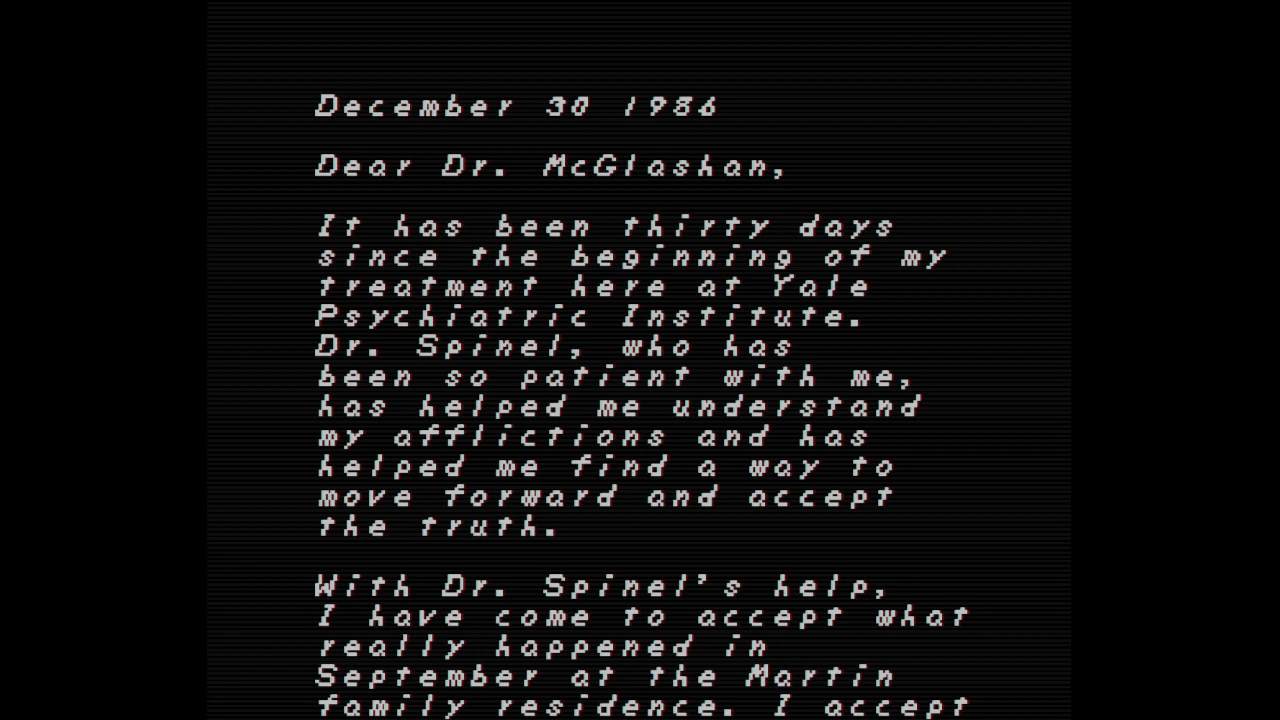 December 30 1986
Dear Dr. McGlashan,
It has been thirty days
since the beginning of my
treatment here at Yale
Psychiatric Institute.
Dr. Spinel, who has
been so patient with me,
has helped me understand
my afflictions and has
helped me find a way to
move forward and accept
the truth.
With Dr. Spinel's help,
I have come to accept what
really happened in
September at the Martin
family residence. I accept